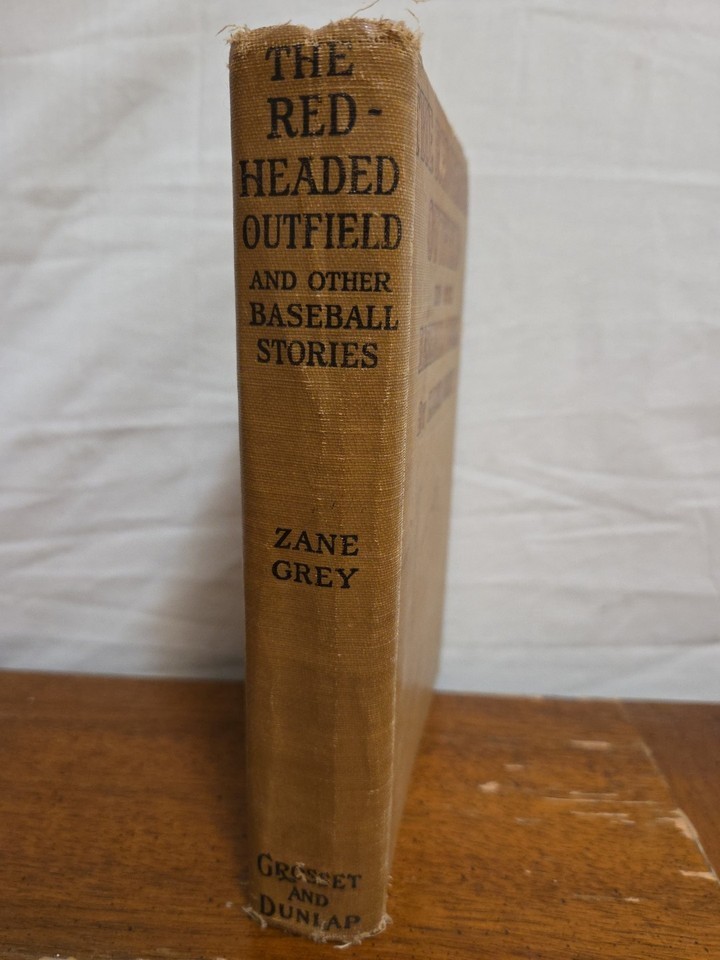 THE
RED-
HEADED
OUTFIELD
AND OTHER
BASEBALL
STORIES
ZANE
GREY
GROSSET
AND
DUNLAP